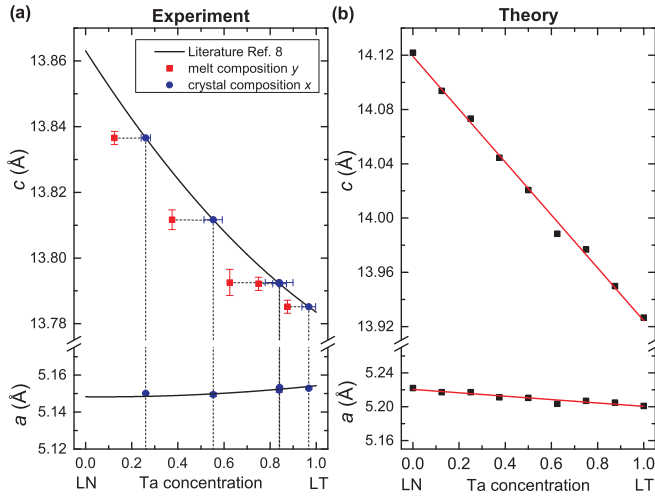 (a) Experiment
Literature Ref. 8
melt composition y
crystal composition x
c (Å)
13.86
13.84
13.82
13.80
13.78
a (Å)
5.18
5.15
5.12
0.0 0.2 0.4 0.6 0.8 1.0
LN Ta concentration LT
(b) Theory
c (Å)
14.12
14.08
14.04
14.00
13.96
13.92
a (Å)
5.24
5.20
5.16
0.0 0.2 0.4 0.6 0.8 1.0
LN Ta concentration LT